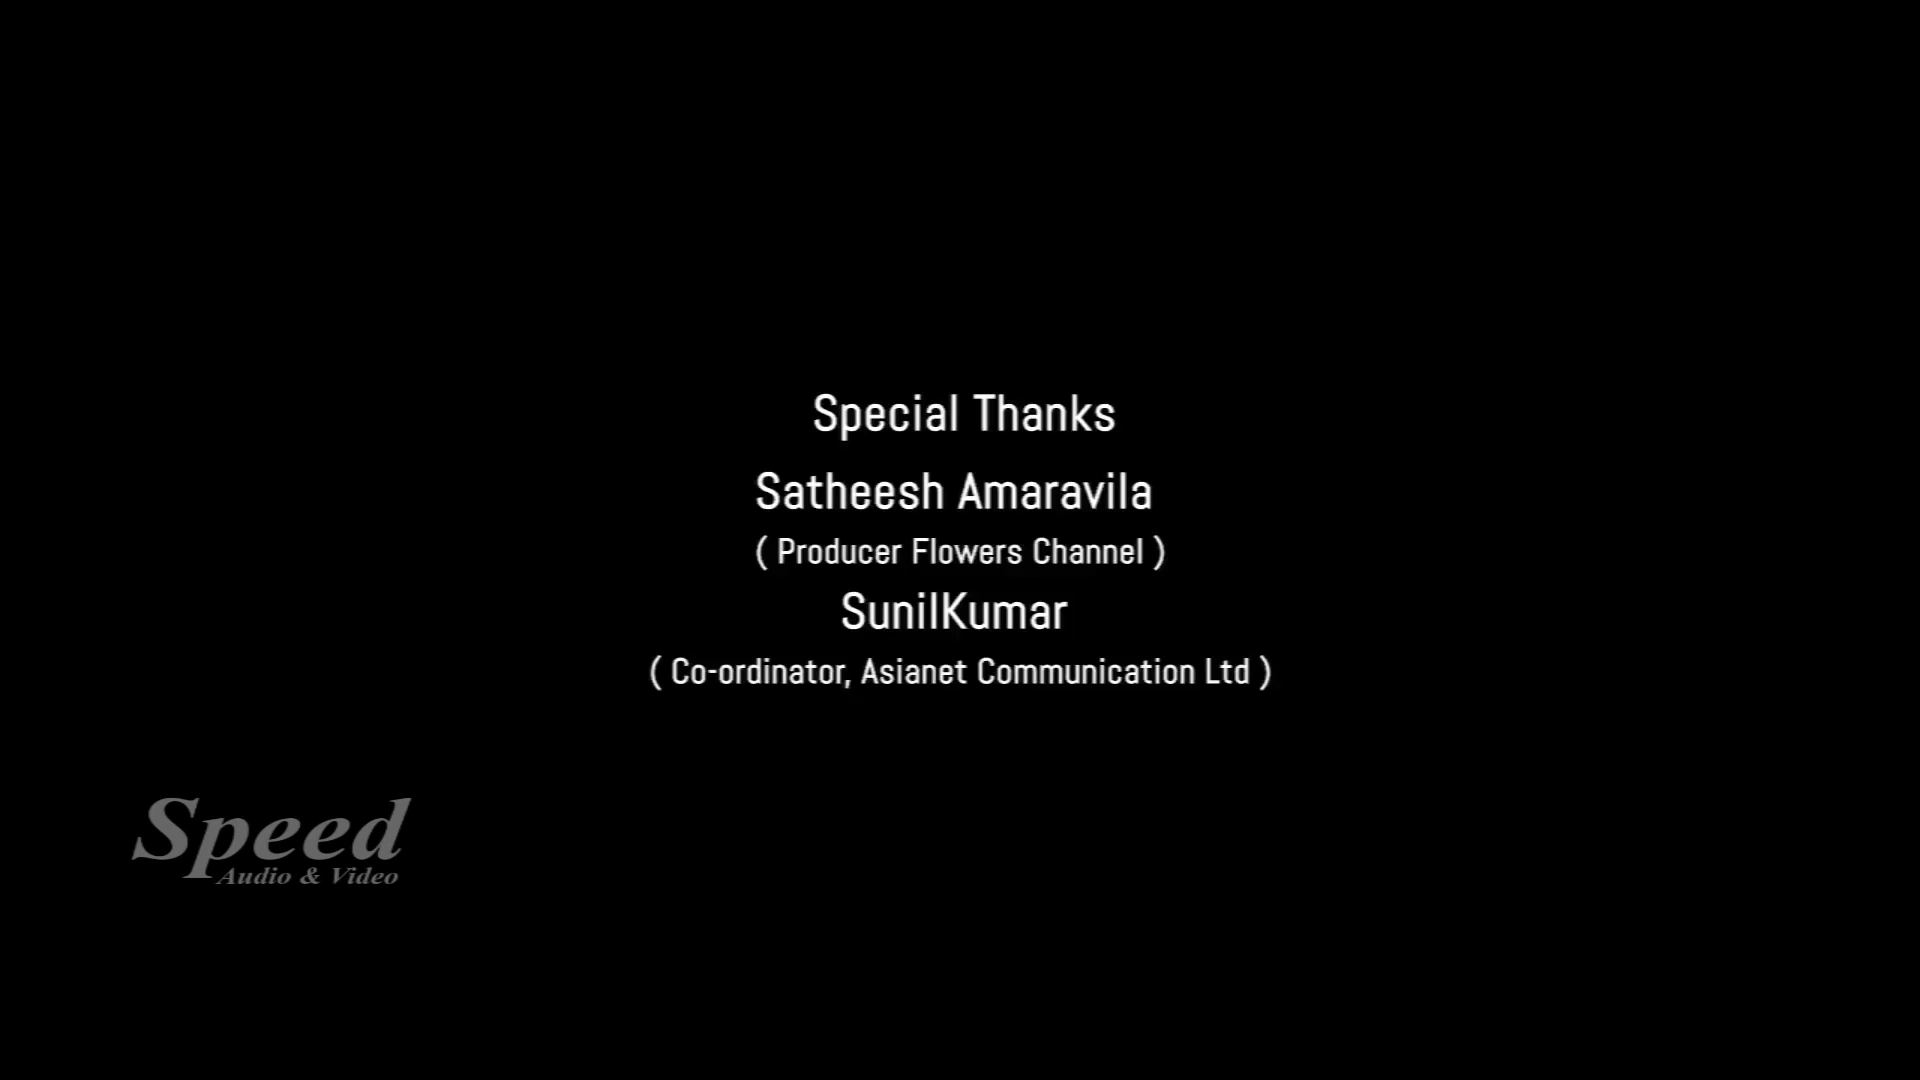 Special Thanks
Satheesh Amaravila
( Producer Flowers Channel )
SunilKumar
( Co-ordinator, Asianet Communication Ltd )
Speed
Audio & Video